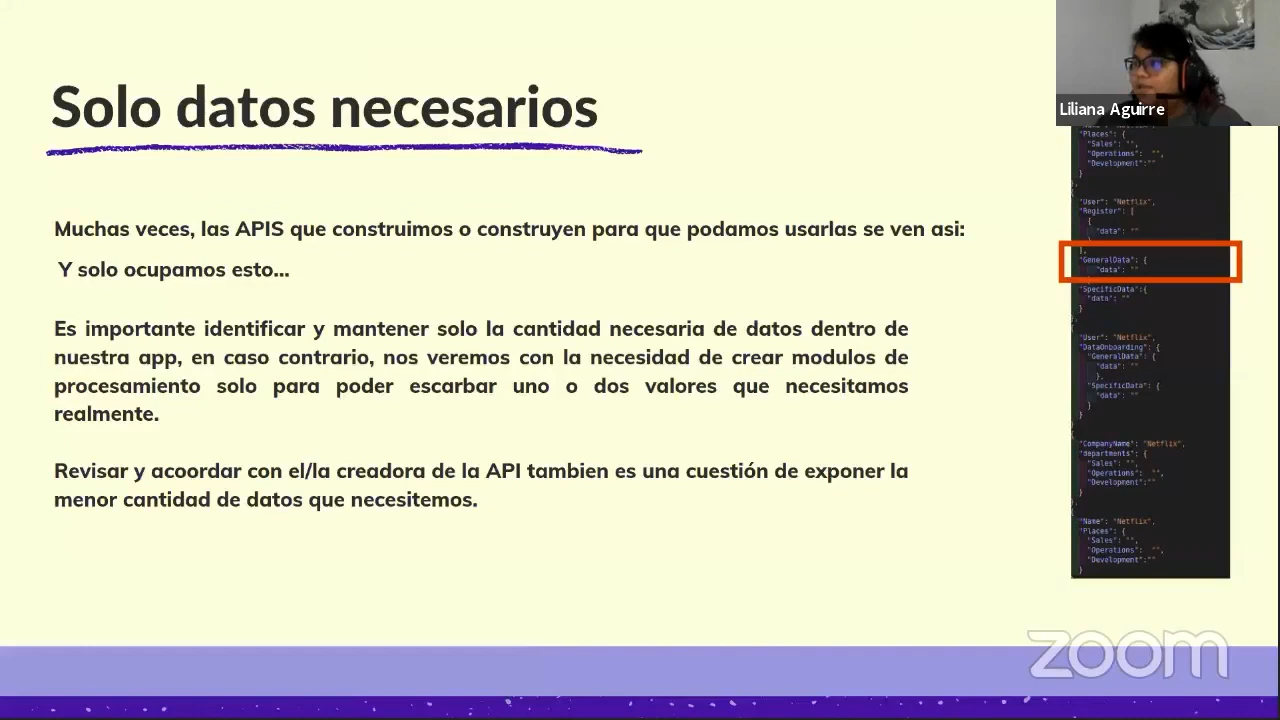 Solo datos necesarios
Muchas veces, las APIS que construimos o construyen para que podamos usarlas se ven asi:
Y solo ocupamos esto...
Es importante identificar y mantener solo la cantidad necesaria de datos dentro de
nuestra app, en caso contrario, nos veremos con la necesidad de crear modulos de
procesamiento solo para poder escarbar uno o dos valores que necesitamos
realmente.
Revisar y acoordar con el/la creadora de la API tambien es una cuestión de exponer la
menor cantidad de datos que necesitemos.
Liliana Aguirre
"Places": {
"Sales": "",
"Operations": "",
"Development":""
}
},
{
"User": "Netflix",
"Register": [
{
"data": ""
],
"GeneralData": {
"data": ""
"SpecificData":{
"data": ""
}
},
{
"User": "Netflix",
"DataOnboarding": {
"GeneralData": {
"data": ""
},
"SpecificData": {
"data": ""
}
}
}
{
"CompanyName": "Netflix",
"departments": {
"Sales": "",
"Operations": "",
"Development":""
}
},
{
"Name": "Netflix",
"Places": {
"Sales": "",
"Operations": "",
"Development":""
}
zoom